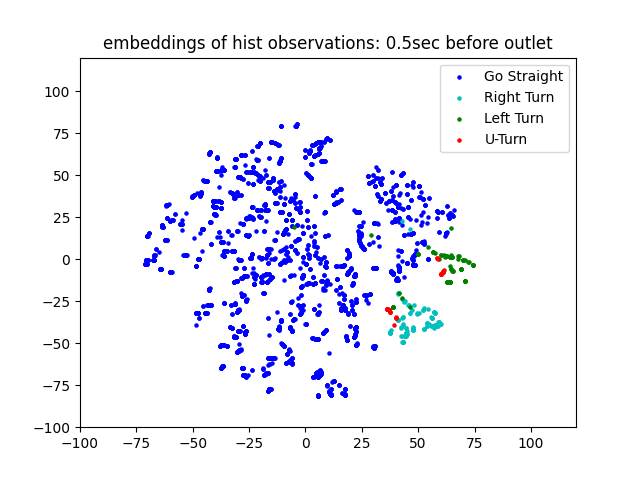 embeddings of hist observations: 0.5sec before outlet
Go Straight
Right Turn
Left Turn
U-Turn
100
75
50
25
0
−25
−50
−75
−100
−100 −75 −50 −25 0 25 50 75 100